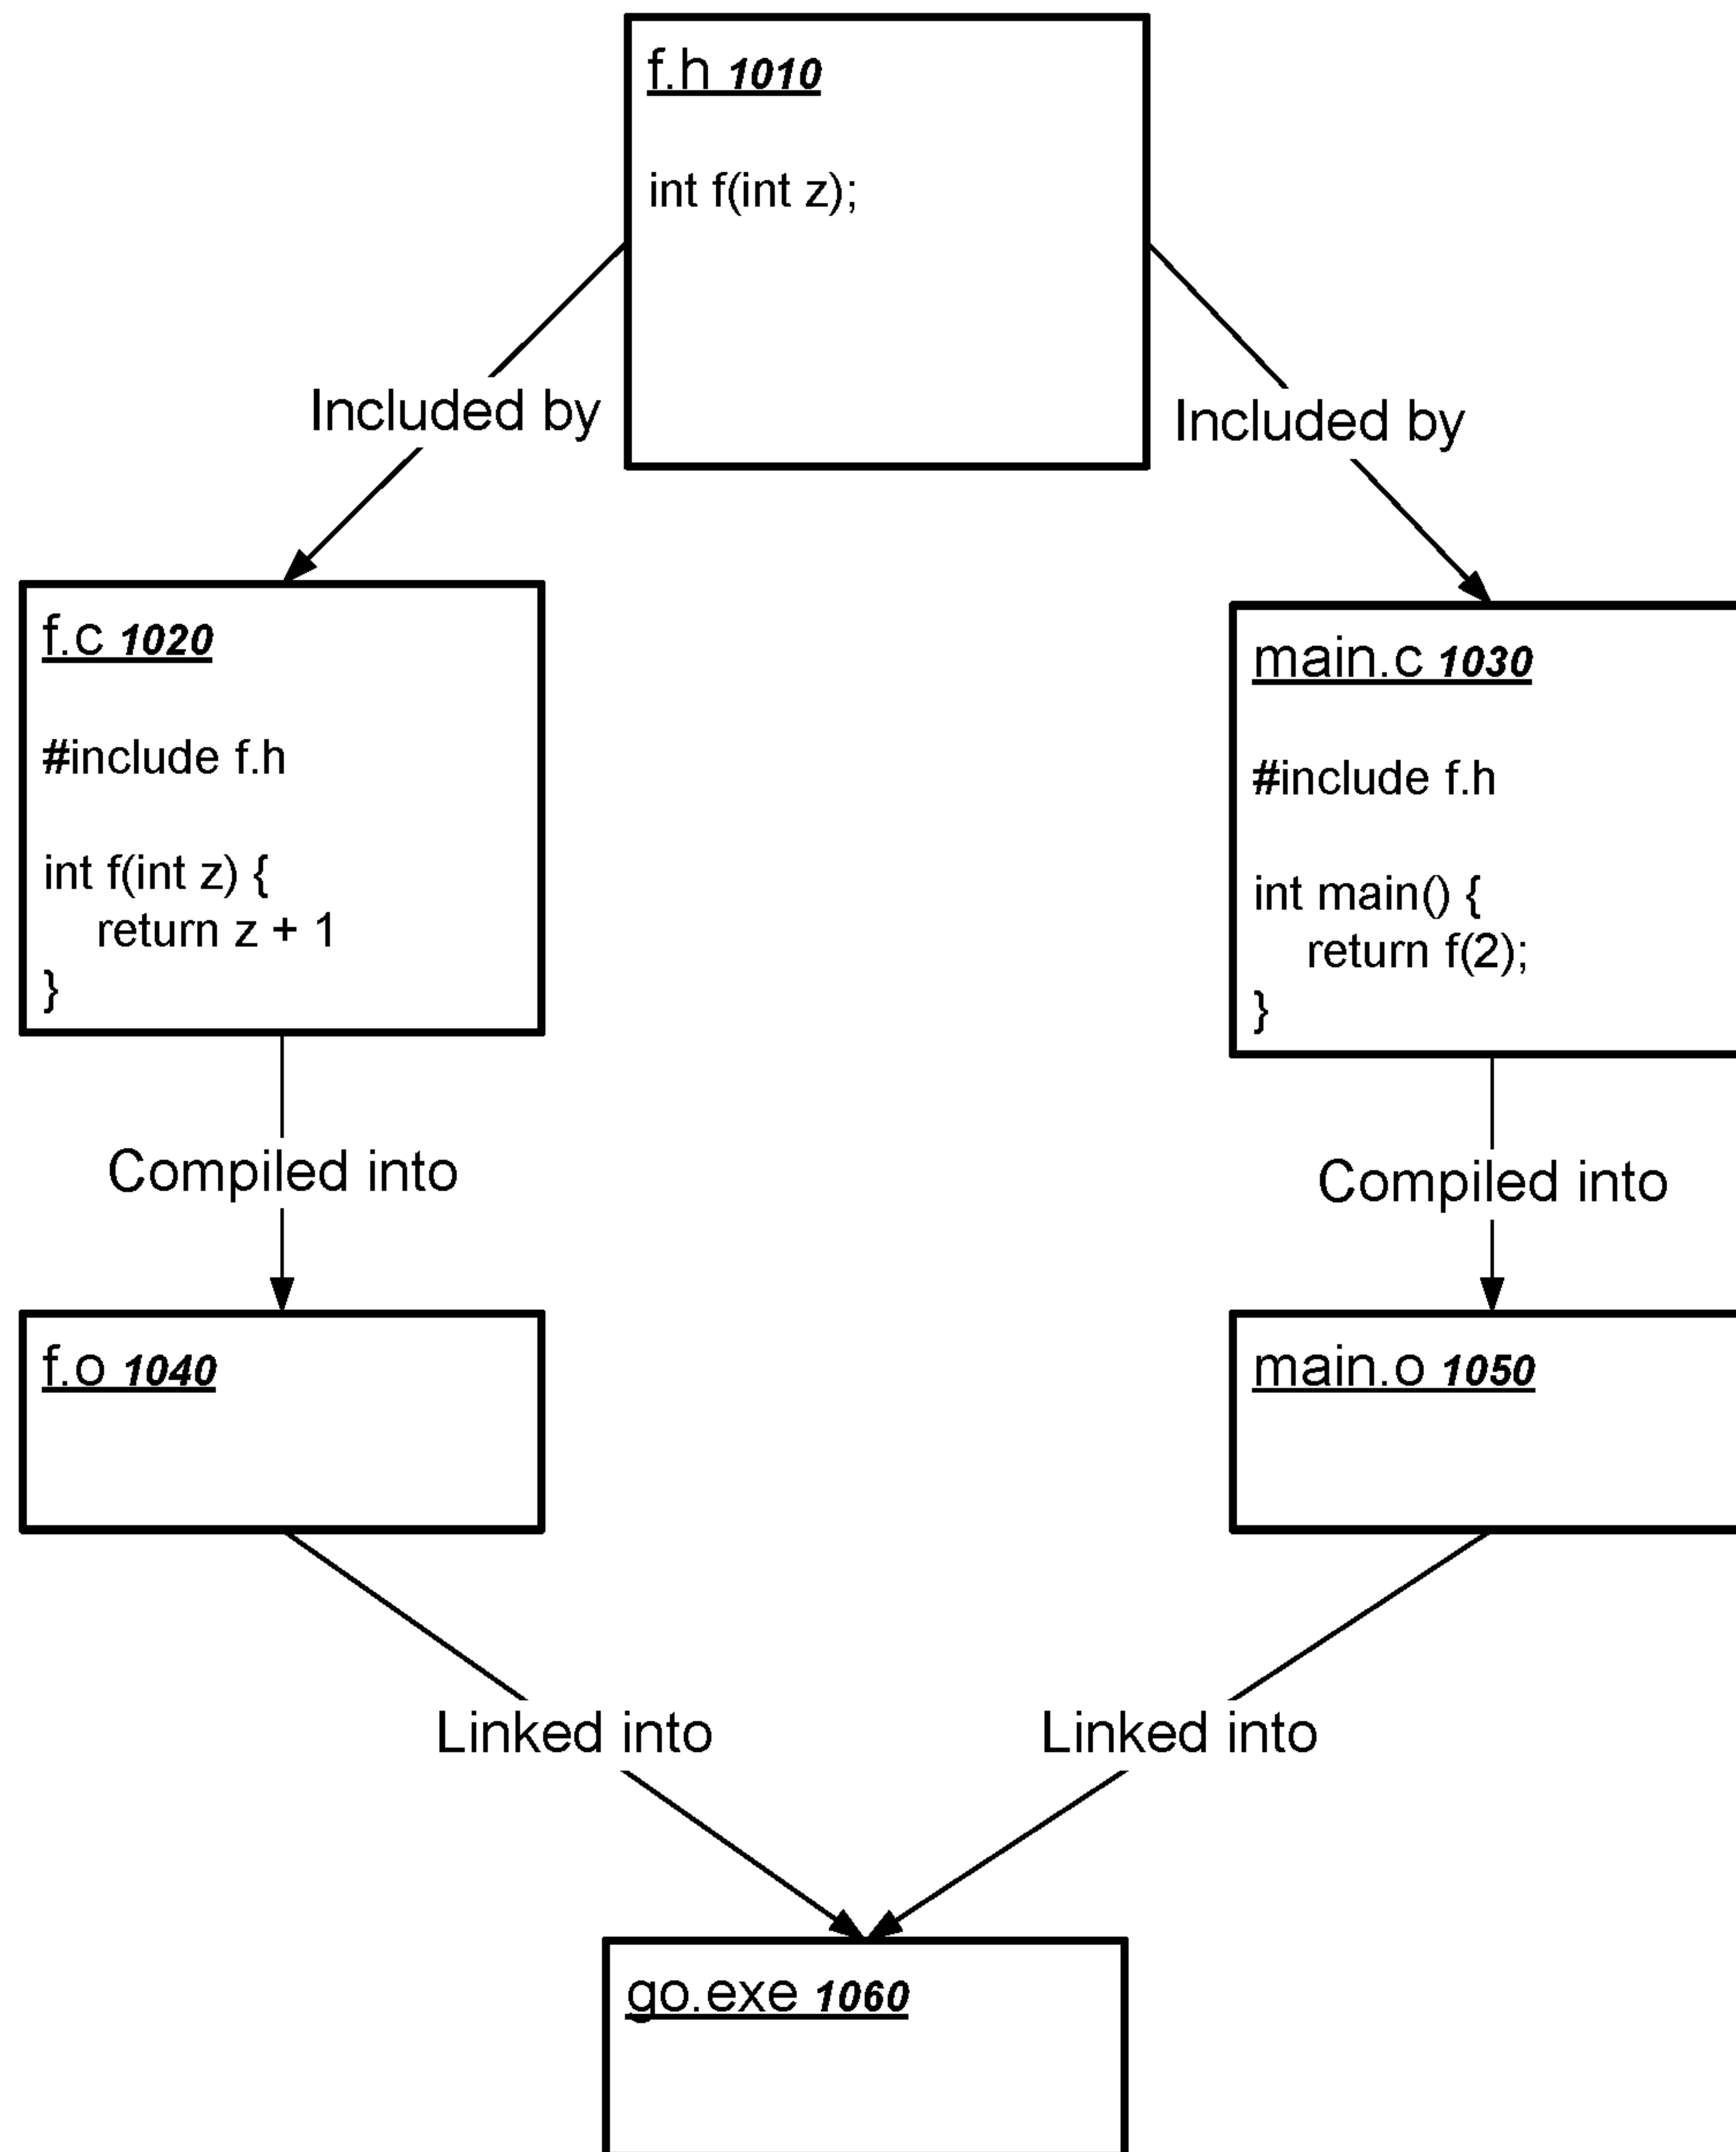 f.h 1010
int f(int z);
Included by
Included by
f.c 1020
#include f.h
int f(int z) {
return z + 1
}
main.c 1030
#include f.h
int main() {
return f(2);
}
Compiled into
Compiled into
f.o 1040
main.o 1050
Linked into
Linked into
go.exe 1060